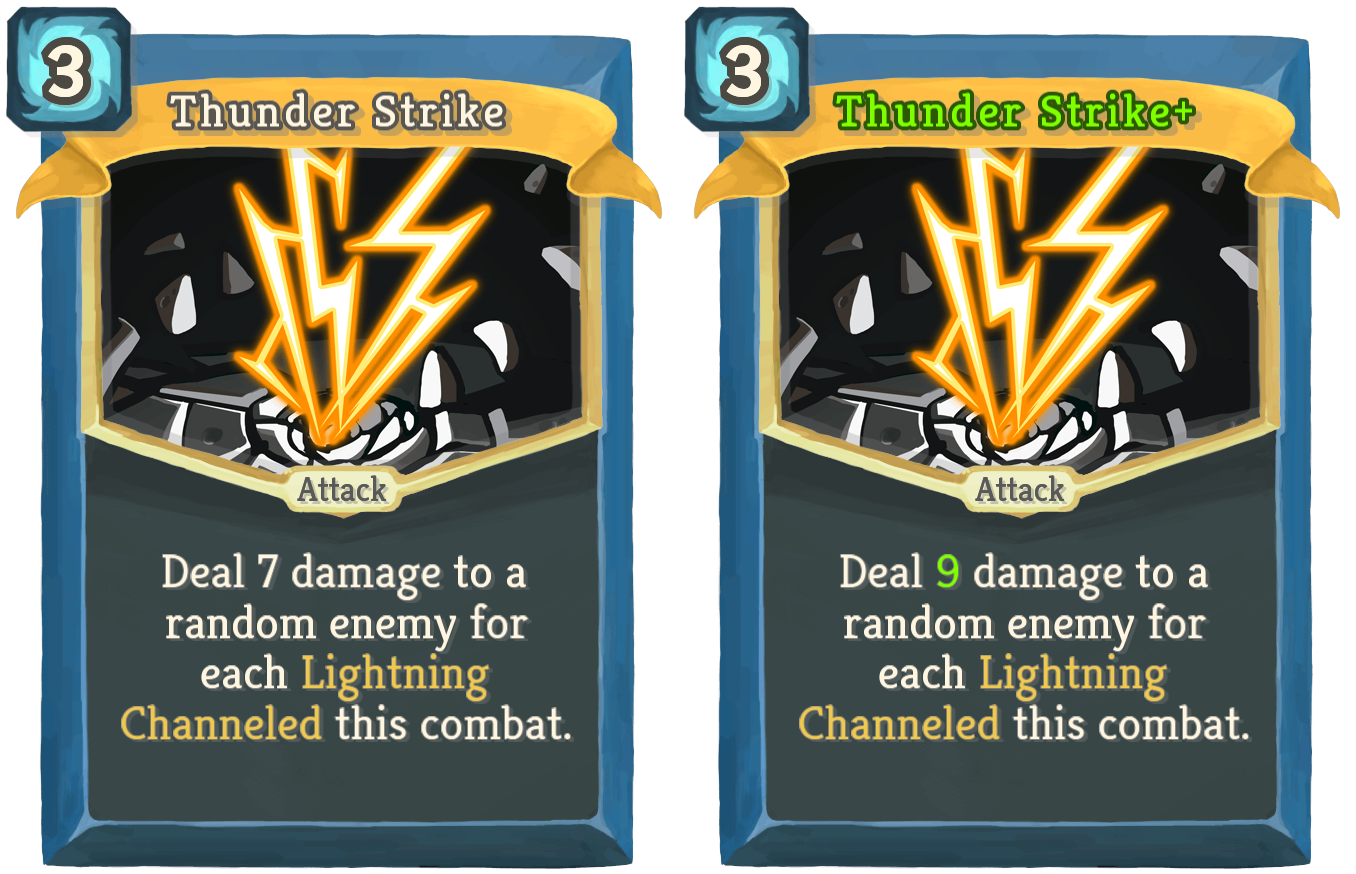 3
Thunder Strike
Attack
Deal 7 damage to a
random enemy for
each Lightning
Channeled this combat.
3
Thunder Strike+
Attack
Deal 9 damage to a
random enemy for
each Lightning
Channeled this combat.